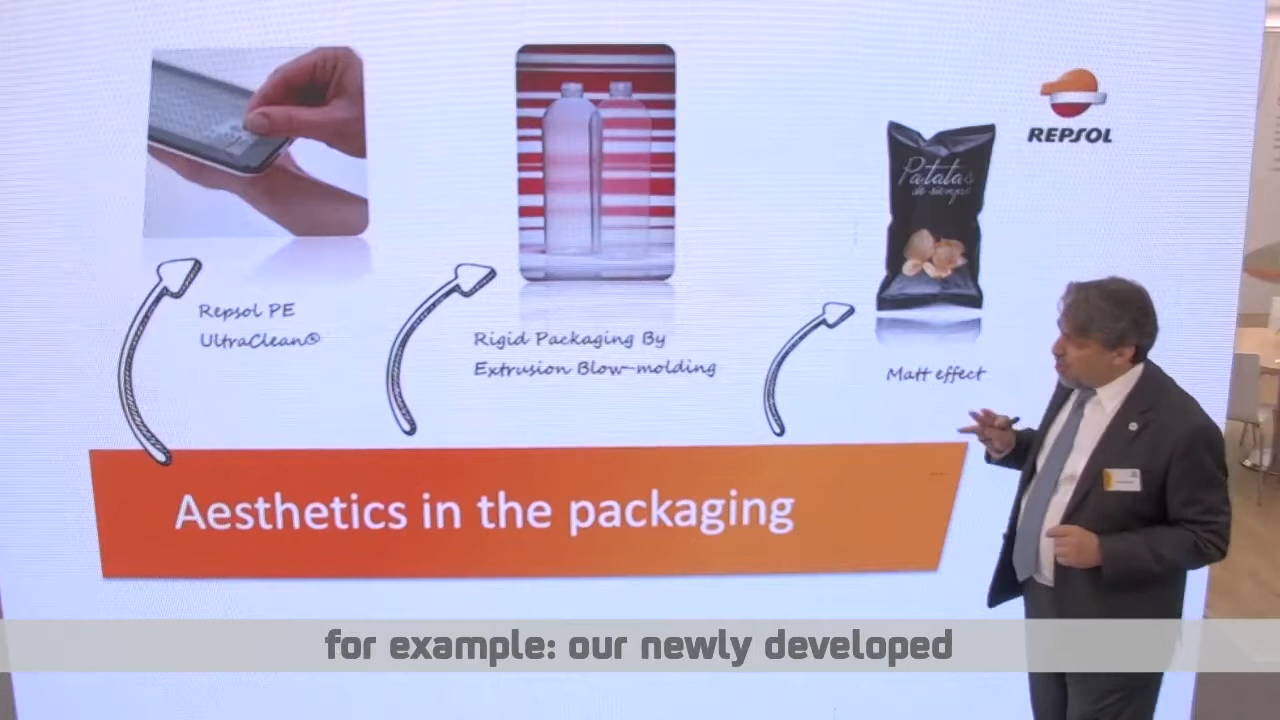 REPSOL
Patatas
de siempre
Repsol PE
UltraClean®
Rigid Packaging By
Extrusion Blow-molding
Matt effect
Aesthetics in the packaging
for example: our newly developed